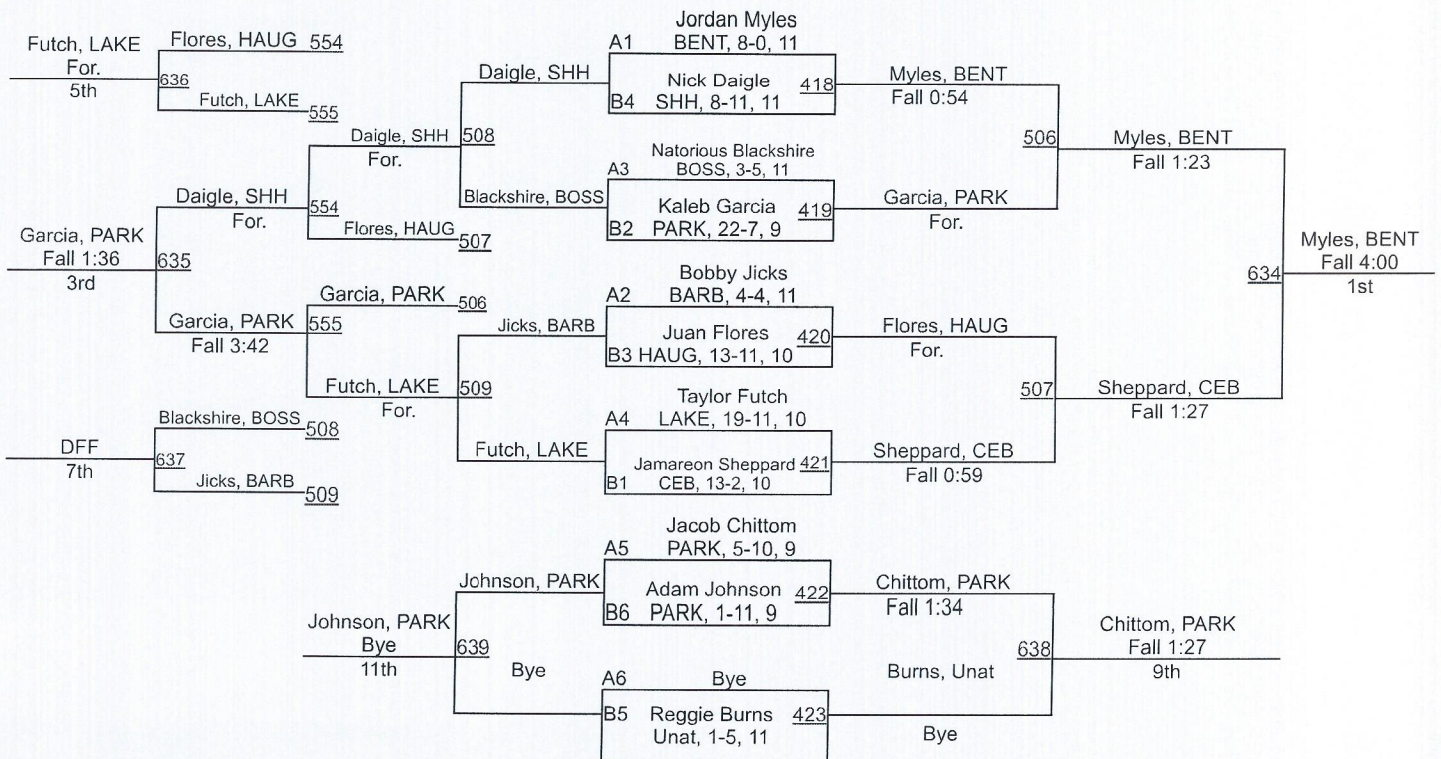 Jordan Myles
A1 BENT, 8-0, 11
Nick Daigle 418
B4 SHH, 8-11, 11
Natorious Blackshire
A3 BOSS, 3-5, 11
Kaleb Garcia 419
B2 PARK, 22-7, 9
Bobby Jicks
A2 BARB, 4-4, 11
Juan Flores 420
B3 HAUG, 13-11, 10
Taylor Futch
A4 LAKE, 19-11, 10
Jamareon Sheppard 421
B1 CEB, 13-2, 10
Jacob Chittom
A5 PARK, 5-10, 9
Adam Johnson 422
B6 PARK, 1-11, 9
A6 Bye
B5 Reggie Burns 423
Unat, 1-5, 11
Myles, BENT
Fall 0:54
506
Garcia, PARK
For.
Flores, HAUG
For.
507
Sheppard, CEB
Fall 0:59
Myles, BENT
Fall 1:23
634
Sheppard, CEB
Fall 1:27
Myles, BENT
Fall 4:00
1st
Chittom, PARK
Fall 1:34
638
Burns, Unat
Bye
Chittom, PARK
Fall 1:27
9th
Daigle, SHH
508
Blackshire, BOSS
Jicks, BARB
509
Futch, LAKE
Daigle, SHH
For.
554
Flores, HAUG 507
Garcia, PARK 506
555
Futch, LAKE
For.
Daigle, SHH
For.
635
Garcia, PARK
Fall 3:42
Garcia, PARK
Fall 1:36
3rd
Flores, HAUG 554
636
Futch, LAKE 555
Futch, LAKE
For.
5th
Blackshire, BOSS 508
637
Jicks, BARB 509
DFF
7th
Johnson, PARK
639
Bye
Johnson, PARK
Bye
11th